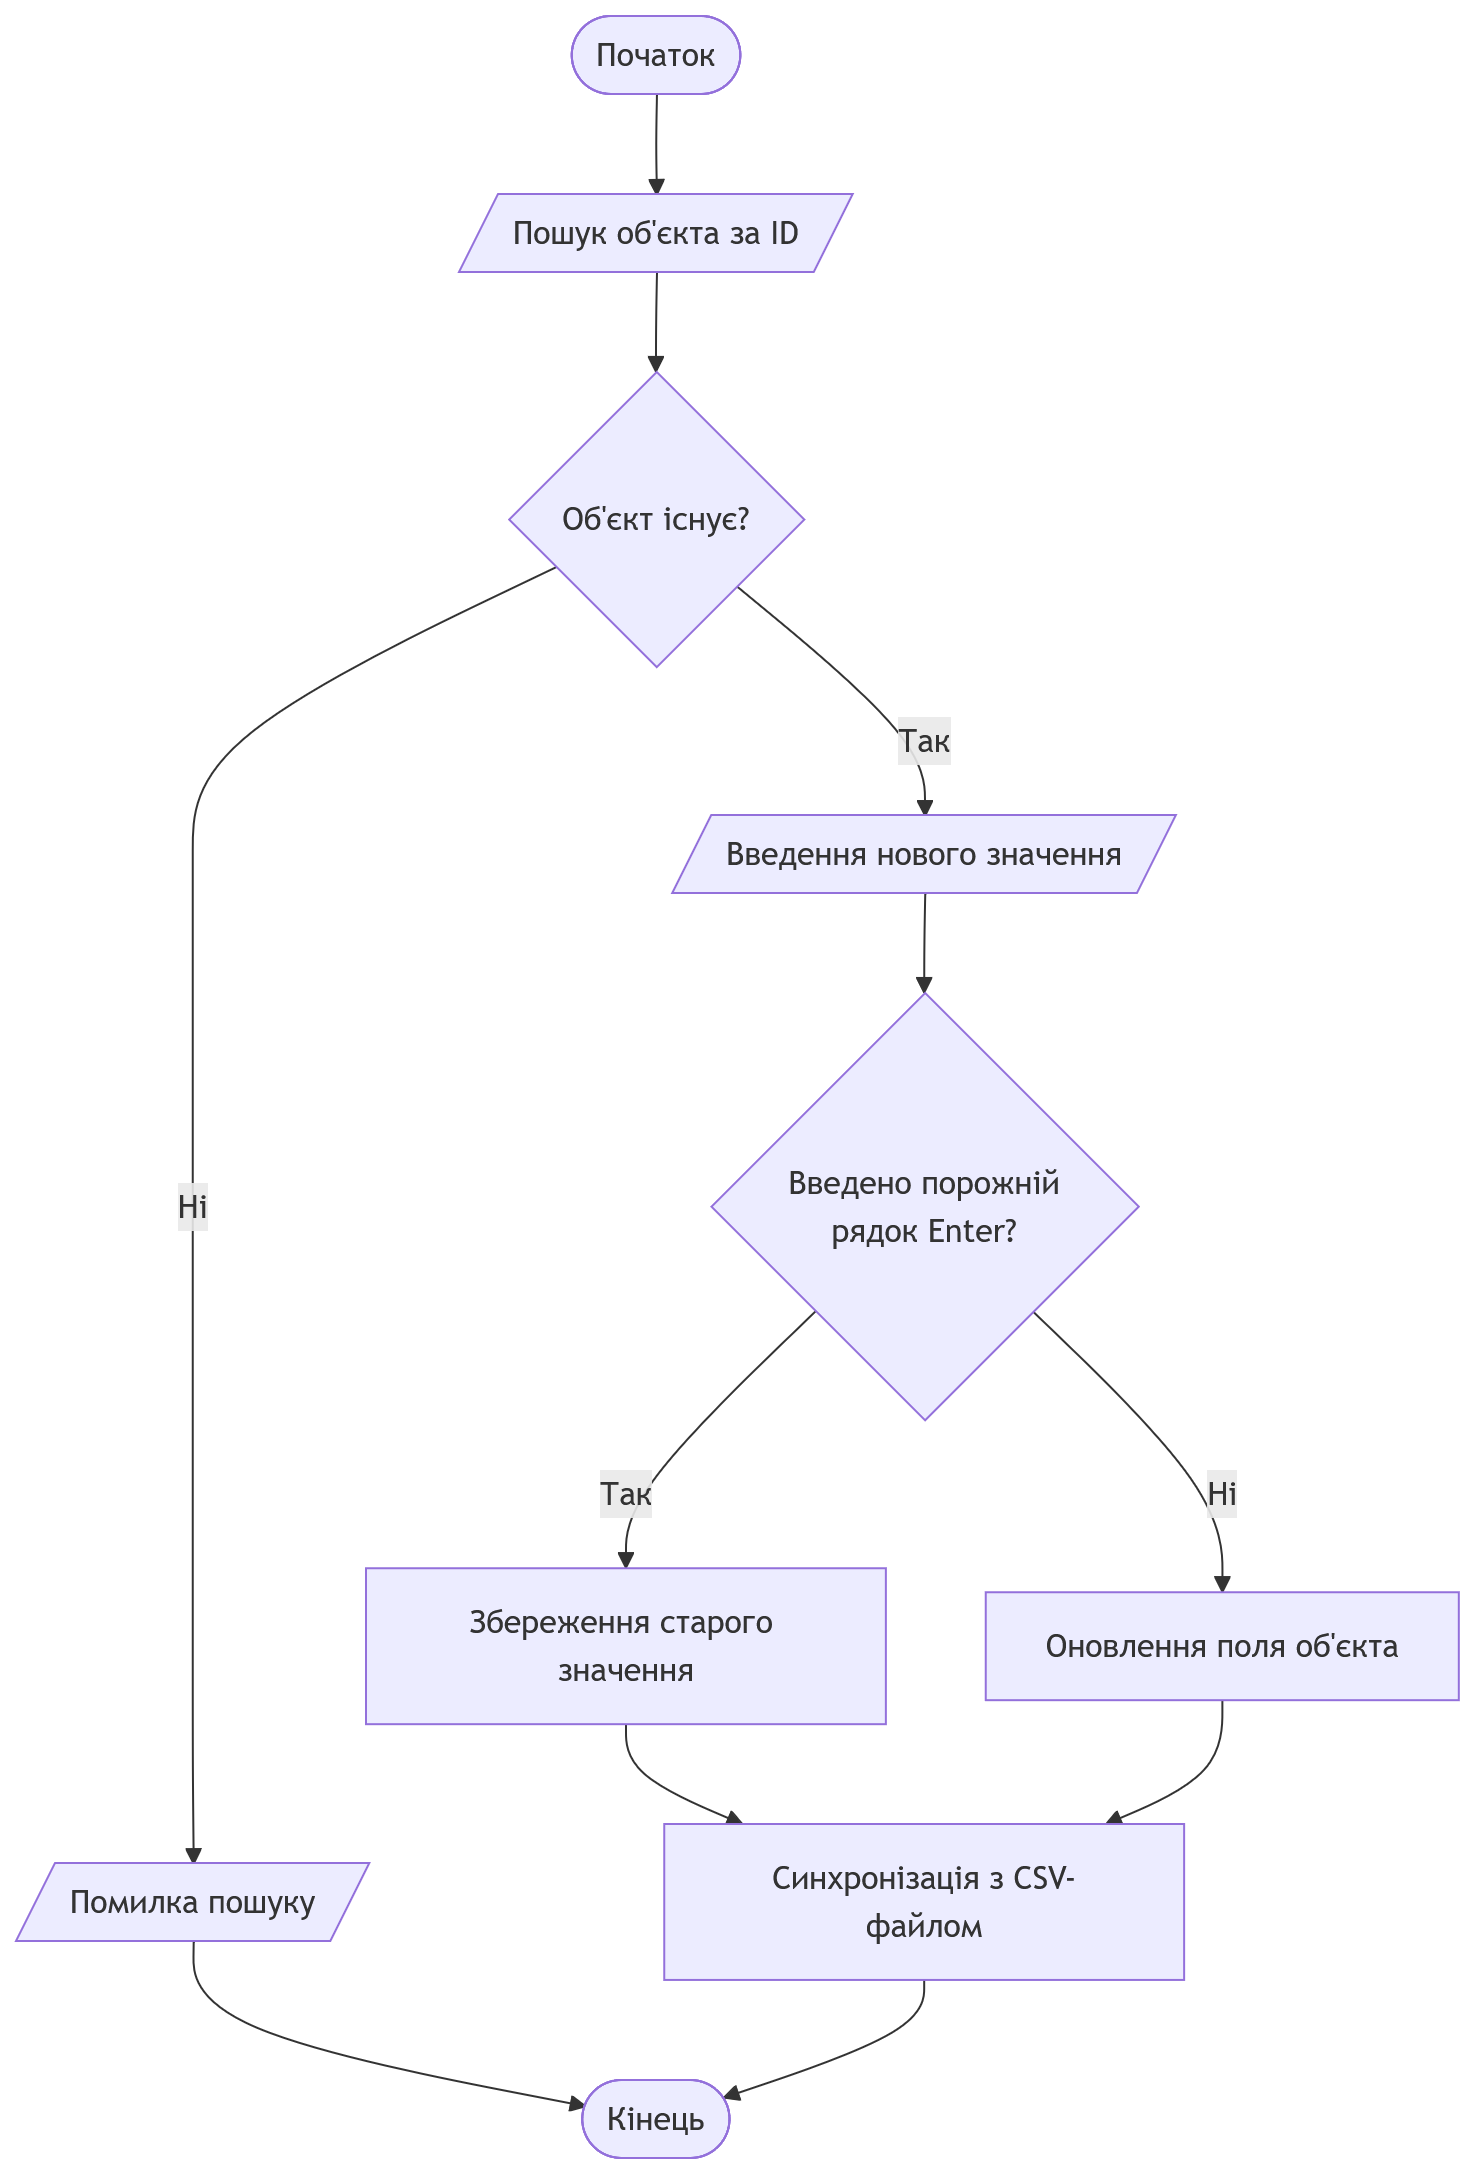 Початок
Пошук об'єкта за ID
Об'єкт існує?
Так
Введення нового значення
Введено порожній
рядок Enter?
Ні
Так
Ні
Збереження старого
значення
Оновлення поля об'єкта
Синхронізація з CSV-
файлом
Помилка пошуку
Кінець